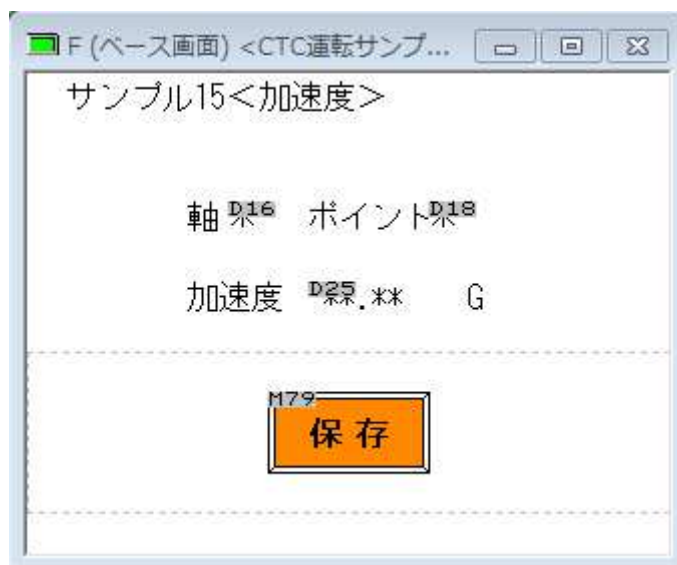 F (ベース画面) <CTC運転サンプ...
サンプル15<加速度>
軸 D16 ポイント D18
加速度 D25.** G
M79
保存